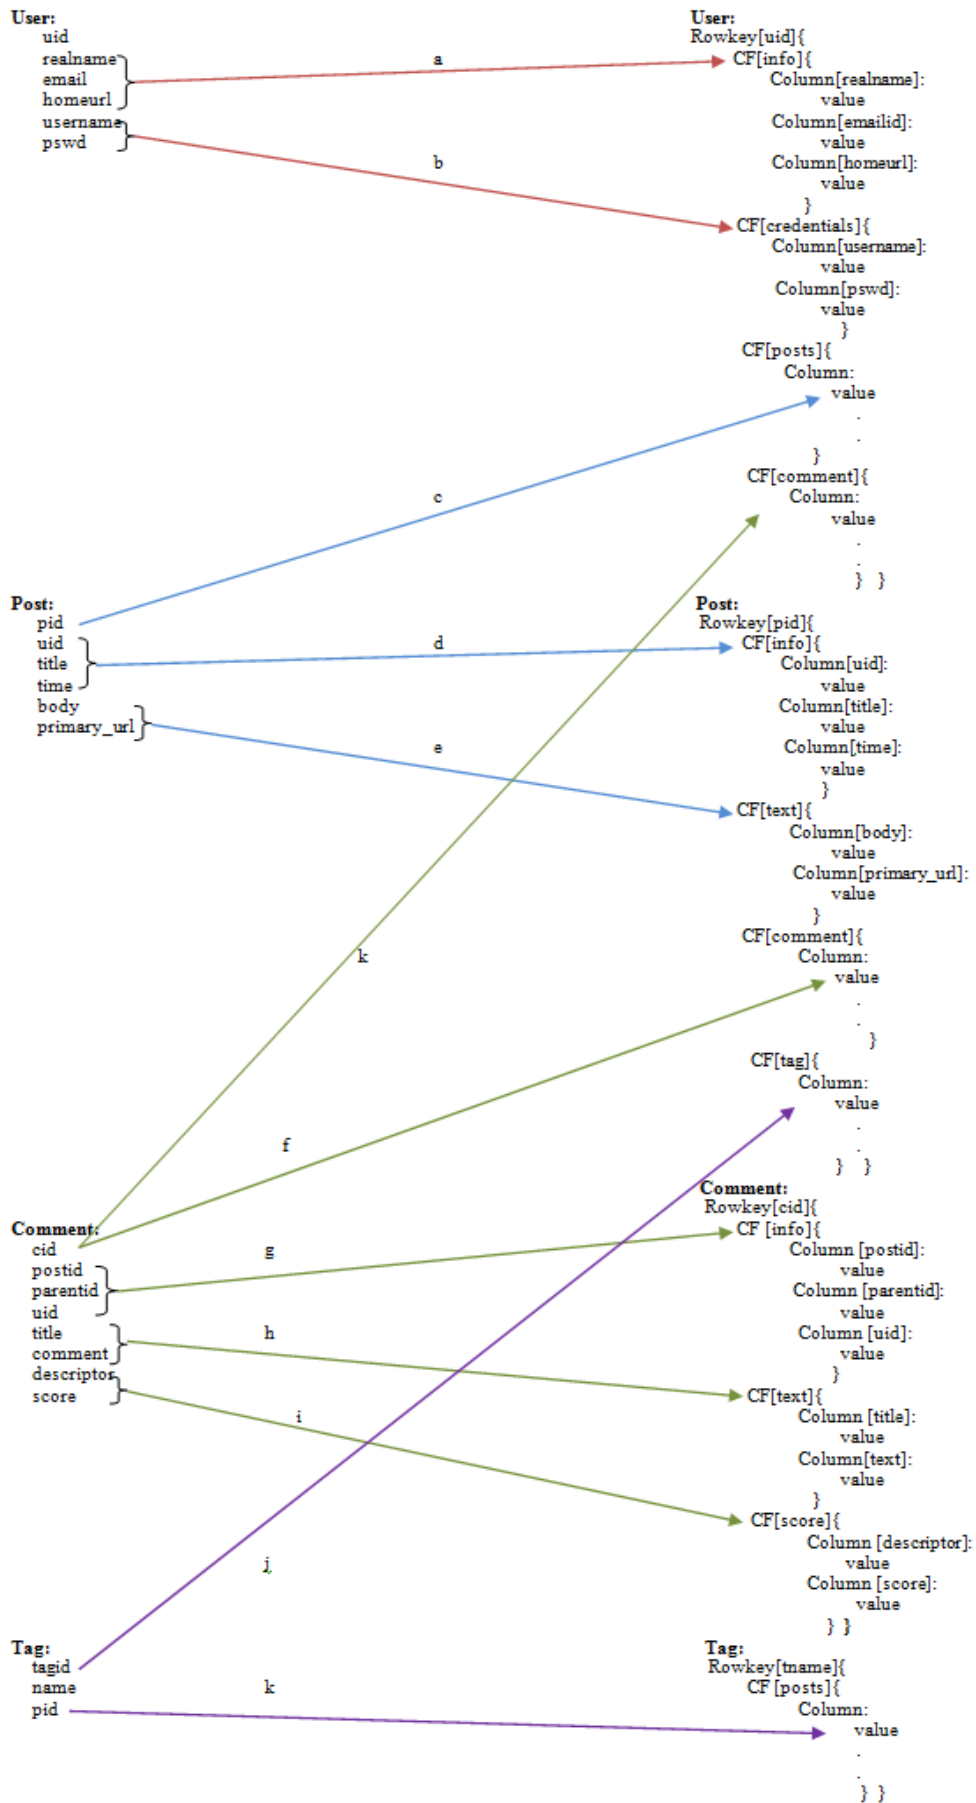 User:
uid
realname
email
homeurl
username
pswd
a
b
User:
Rowkey[uid]{
CF[info]{
Column[realname]:
value
Column[emailid]:
value
Column[homeurl]:
value
}
CF[credentials]{
Column[username]:
value
Column[pswd]:
value
}
CF[posts]{
Column:
value
.
.
}
CF[comment]{
Column:
value
.
.
} }
c
Post:
pid
uid
title
time
body
primary_url
d
e
Post:
Rowkey[pid]{
CF[info]{
Column[uid]:
value
Column[title]:
value
Column[time]:
value
}
CF[text]{
Column[body]:
value
Column[primary_url]:
value
}
CF[comment]{
Column:
value
.
.
}
CF[tag]{
Column:
value
.
.
} }
k
f
Comment:
cid
postid
parentid
uid
title
comment
descriptor
score
g
h
i
Comment:
Rowkey[cid]{
CF [info]{
Column [postid]:
value
Column [parentid]:
value
Column [uid]:
value
}
CF[text]{
Column [title]:
value
Column[text]:
value
}
CF[score]{
Column [descriptor]:
value
Column [score]:
value
} }
j
Tag:
tagid
name
pid
k
Tag:
Rowkey[tname]{
CF [posts]{
Column:
value
.
.
} }